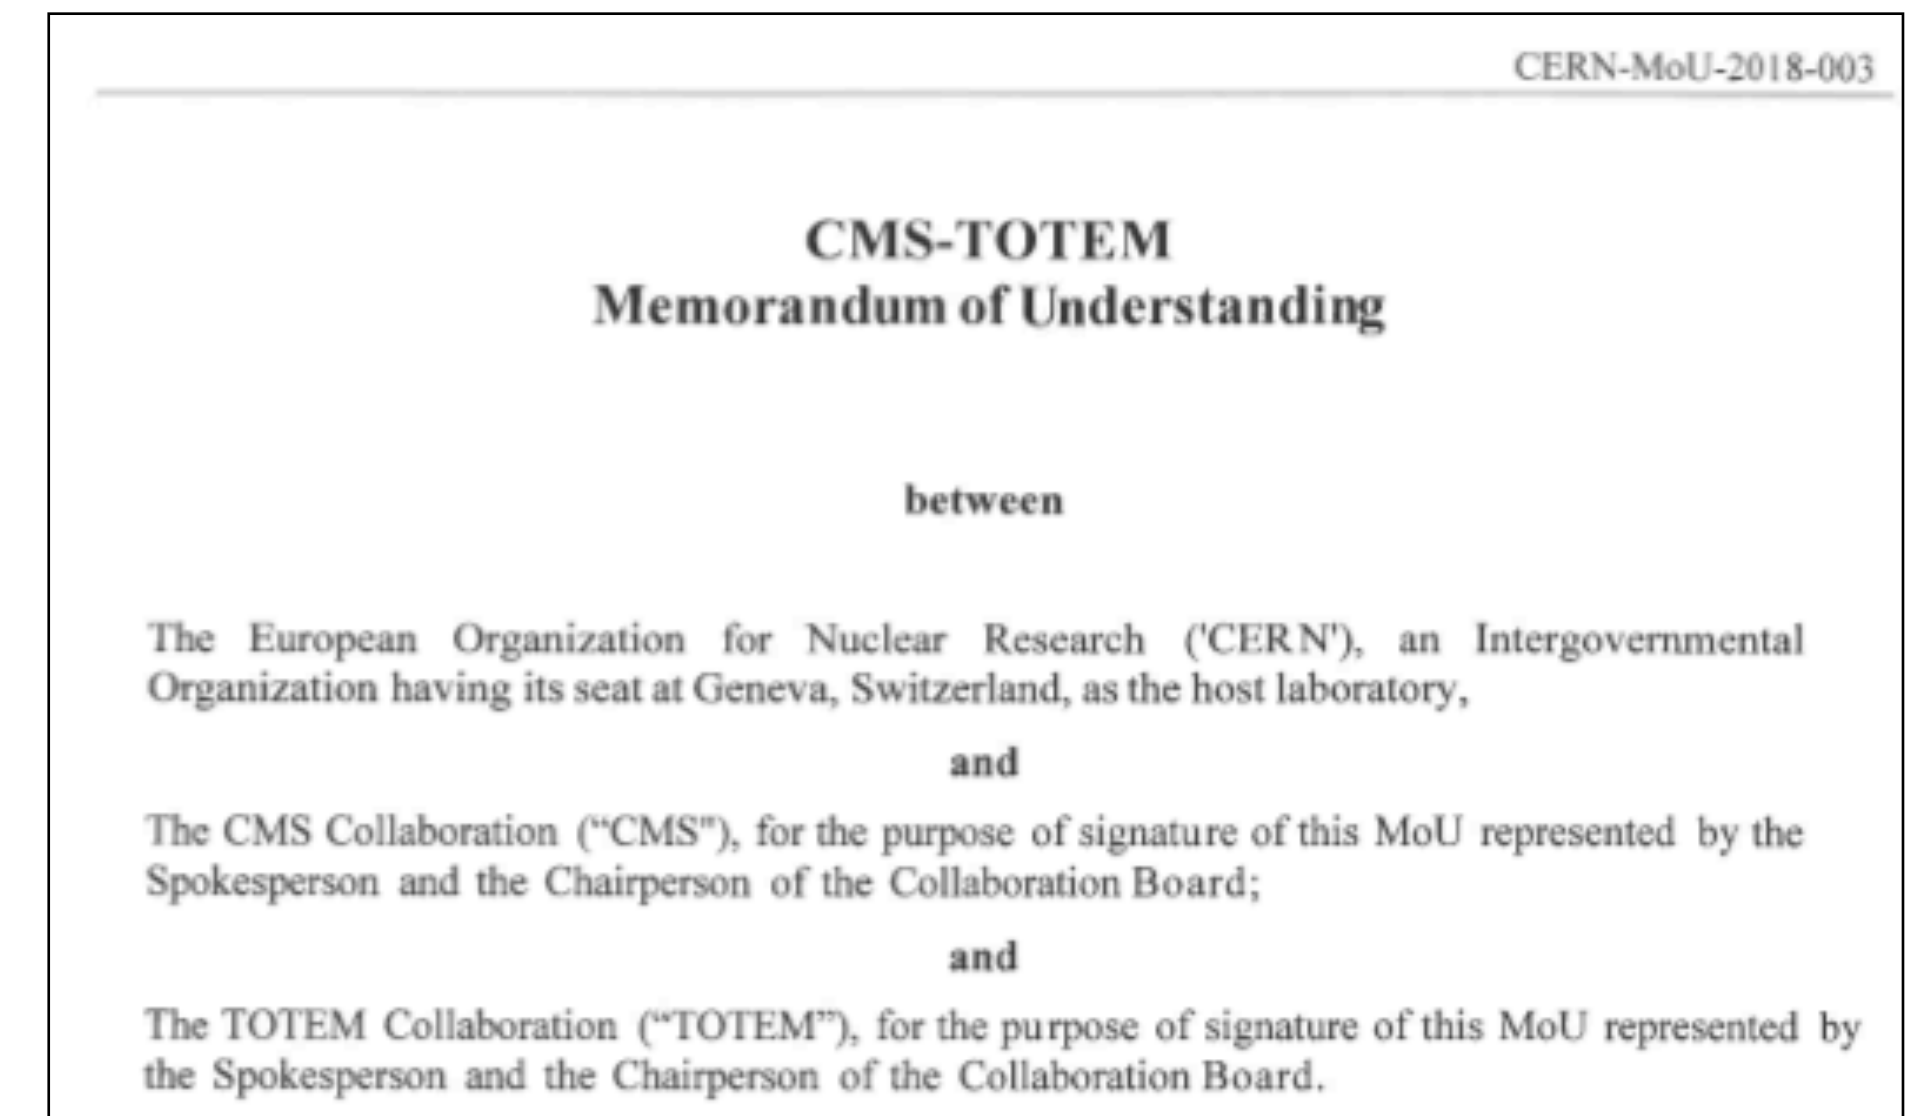 CERN-MoU-2018-003
CMS-TOTEM
Memorandum of Understanding
between
The European Organization for Nuclear Research ('CERN'), an Intergovernmental
Organization having its seat at Geneva, Switzerland, as the host laboratory,
and
The CMS Collaboration (“CMS"), for the purpose of signature of this MoU represented by the
Spokesperson and the Chairperson of the Collaboration Board;
and
The TOTEM Collaboration (“TOTEM”), for the purpose of signature of this MoU represented by
the Spokesperson and the Chairperson of the Collaboration Board.